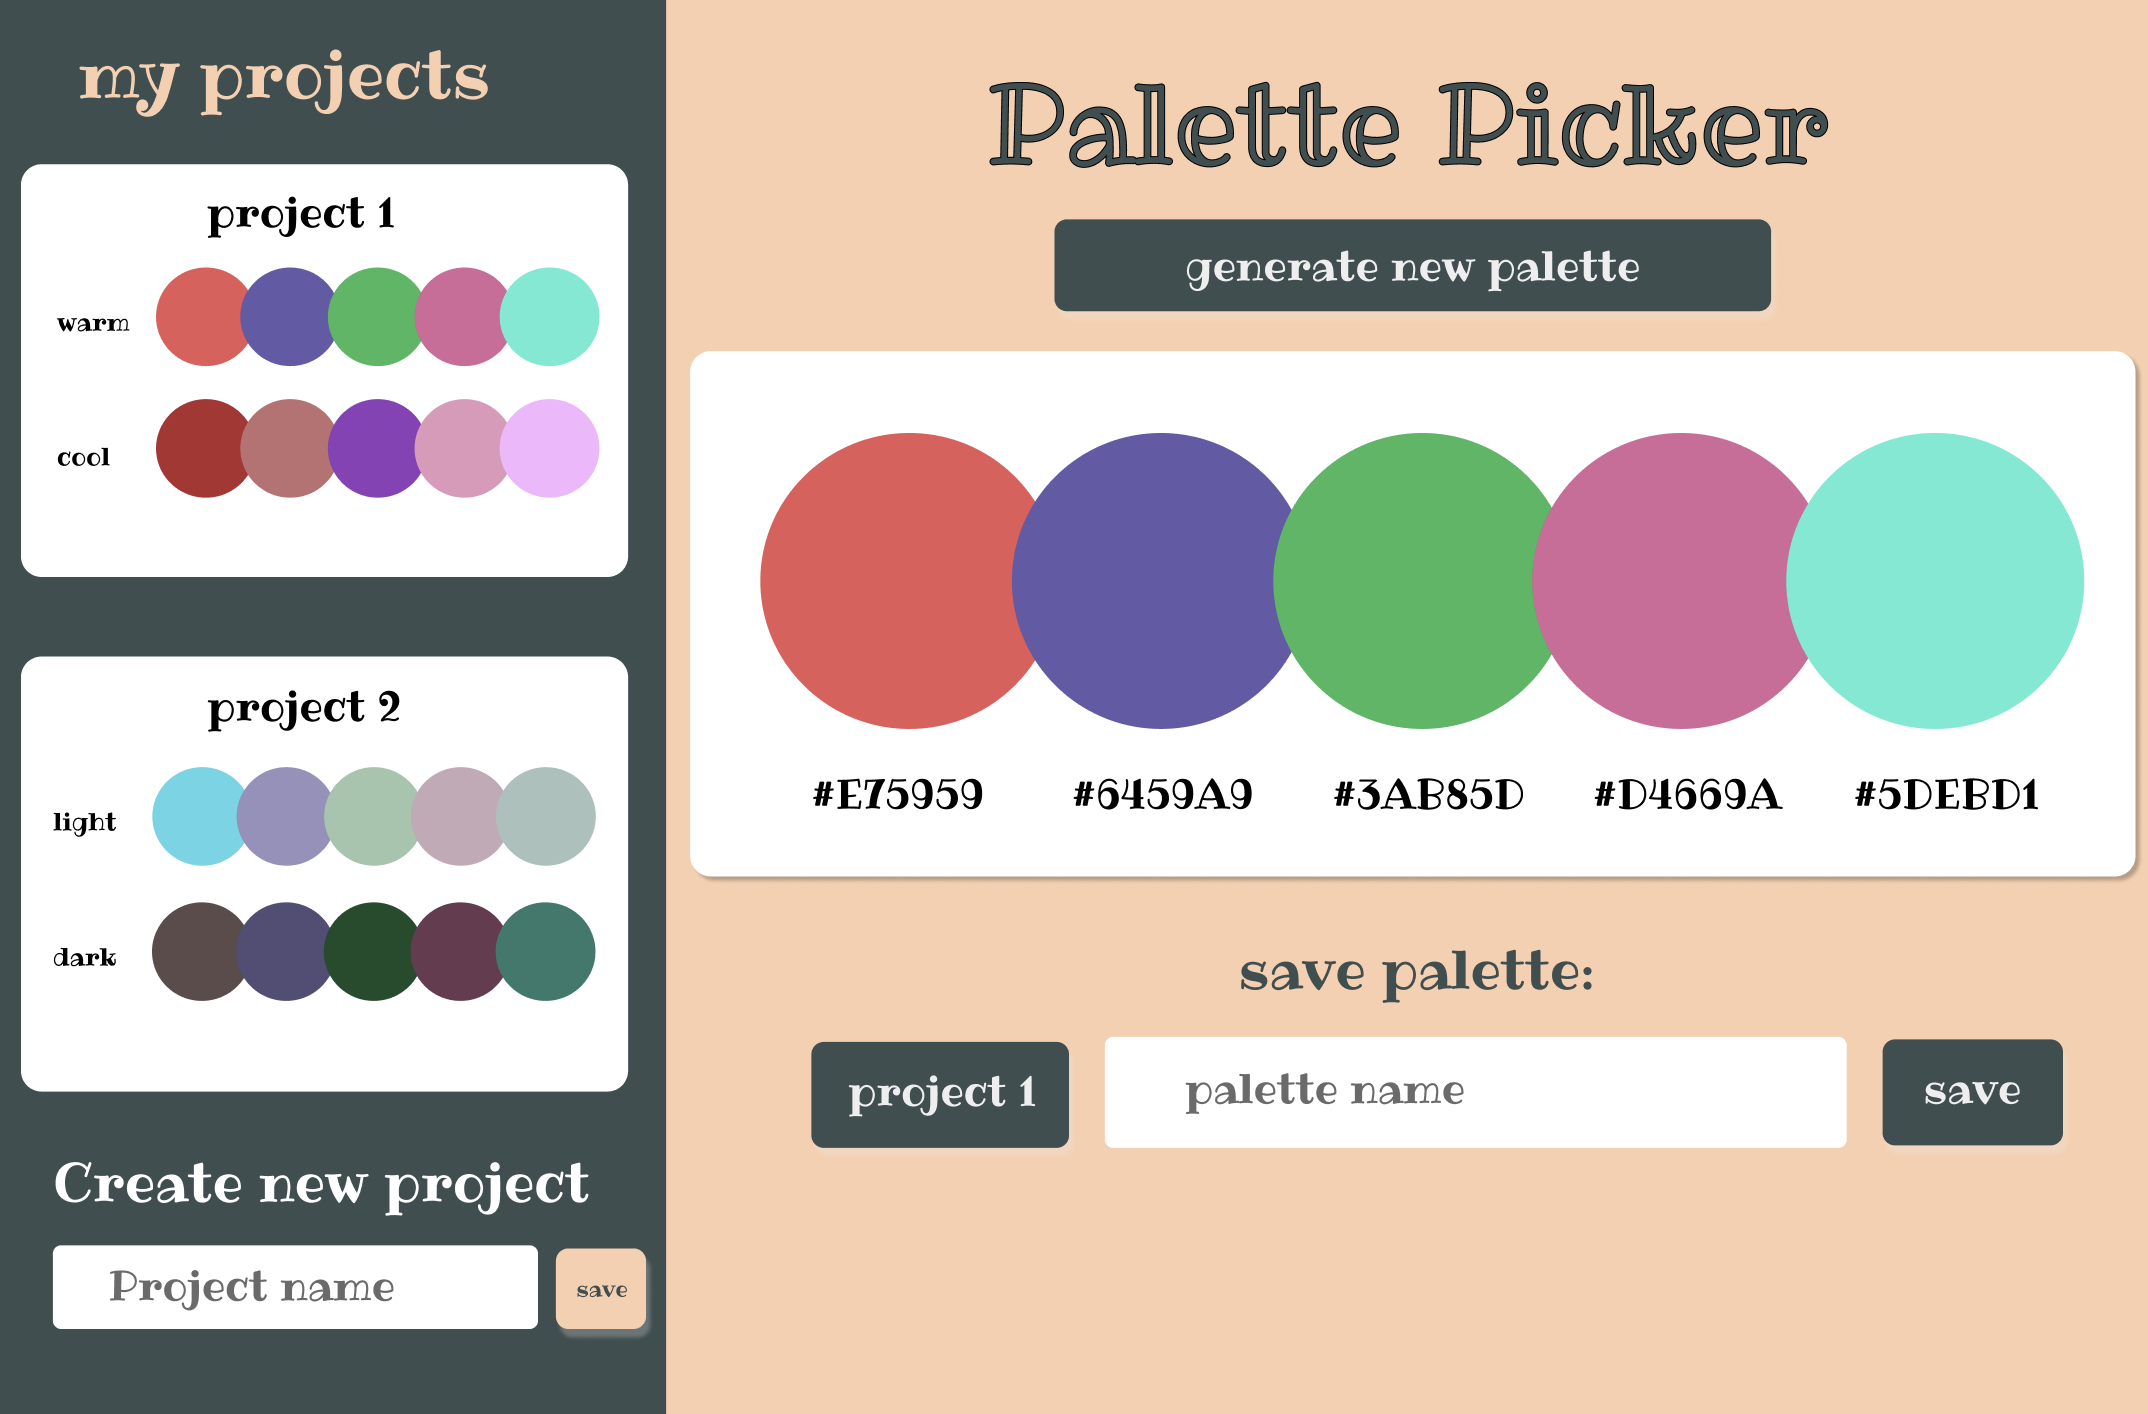 my projects
project 1
warm
cool
project 2
light
dark
Create new project
Project name
save
Palette Picker
generate new palette
#E75959 #6459A9 #3AB85D #D4669A #5DEBD1
save palette:
project 1 palette name save